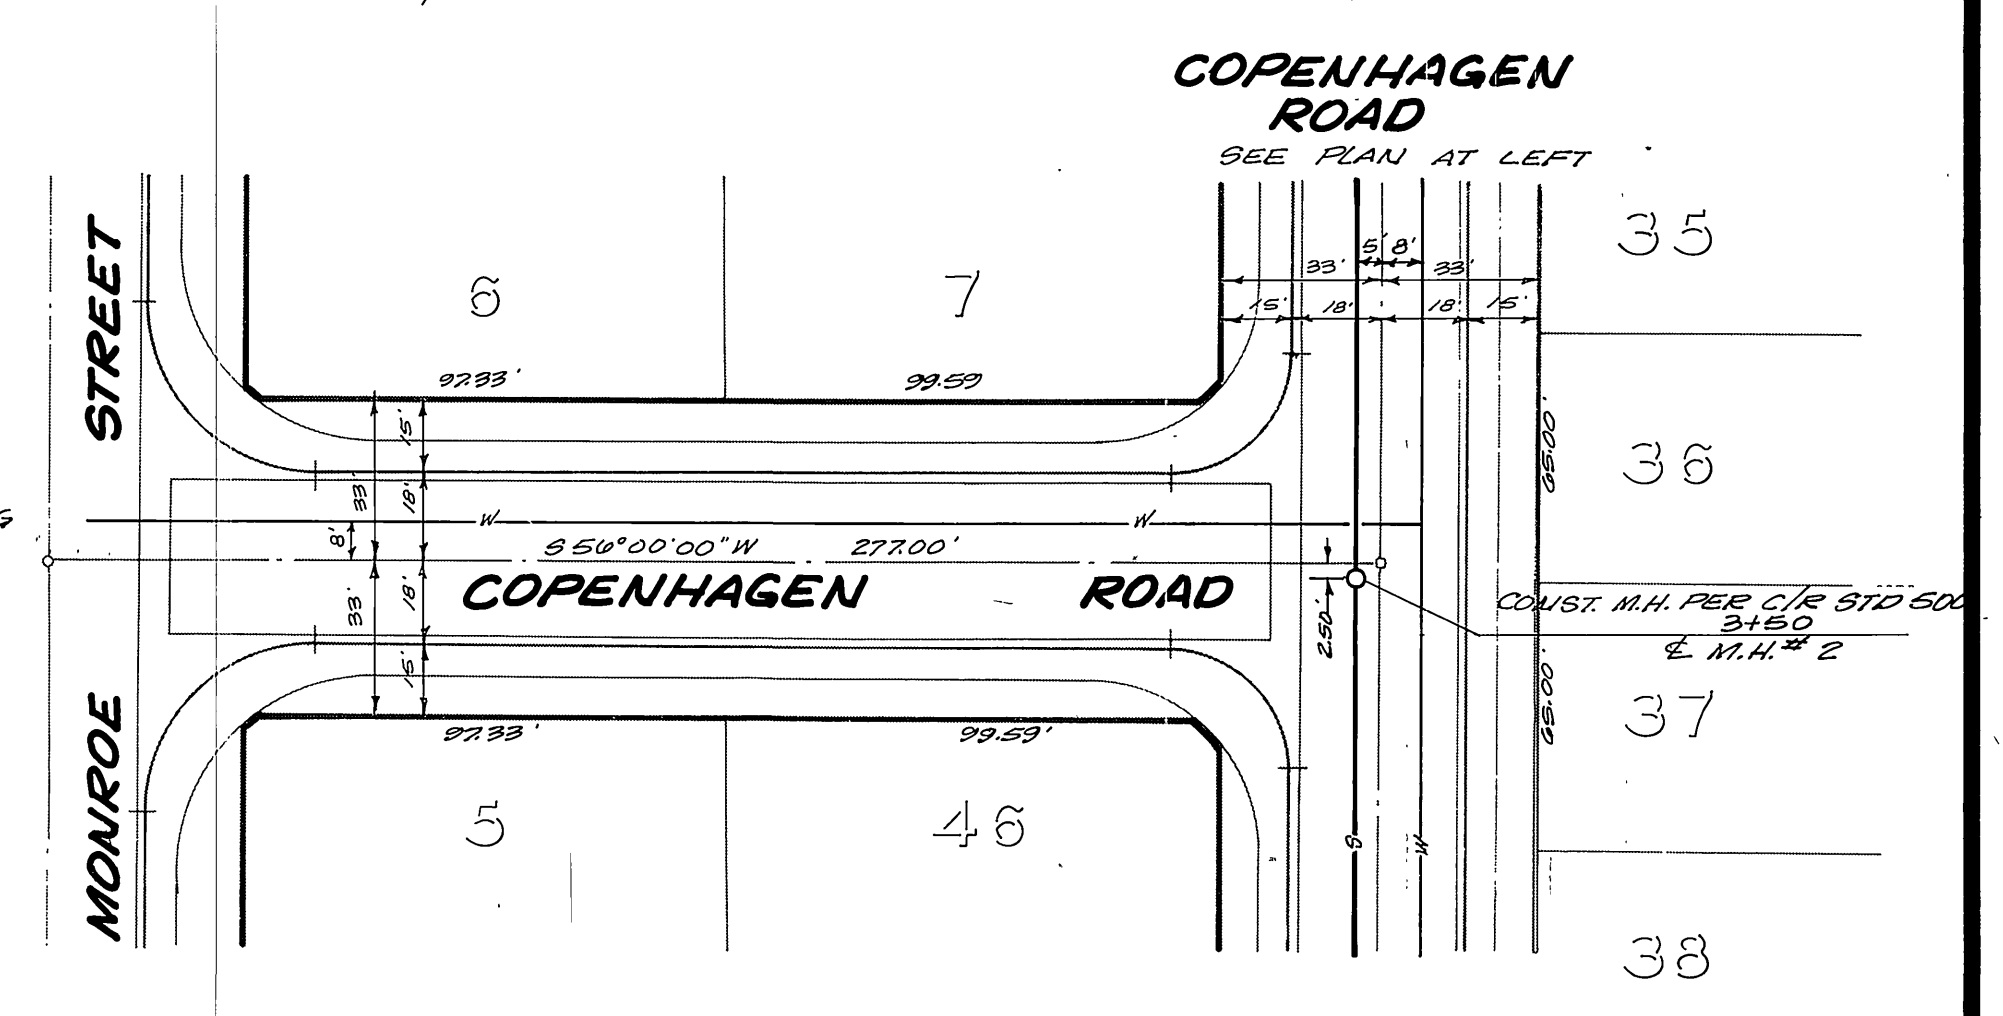 COPENHAGEN
ROAD
SEE PLAN AT LEFT
STREET
MONROE
6
7
35
5' 8'
33' 33'
15' 18' 18' 15'
97.33'
99.59
15'
33'
18'
8'
W W
S 56°00'00" W 277.00'
COPENHAGEN ROAD
33'
18'
15'
65.00'
36
2.50'
CONST. M.H. PER C/R STD 500
3+50
℄ M.H.# 2
65.00'
37
97.33'
99.59'
5
46
S
W
38